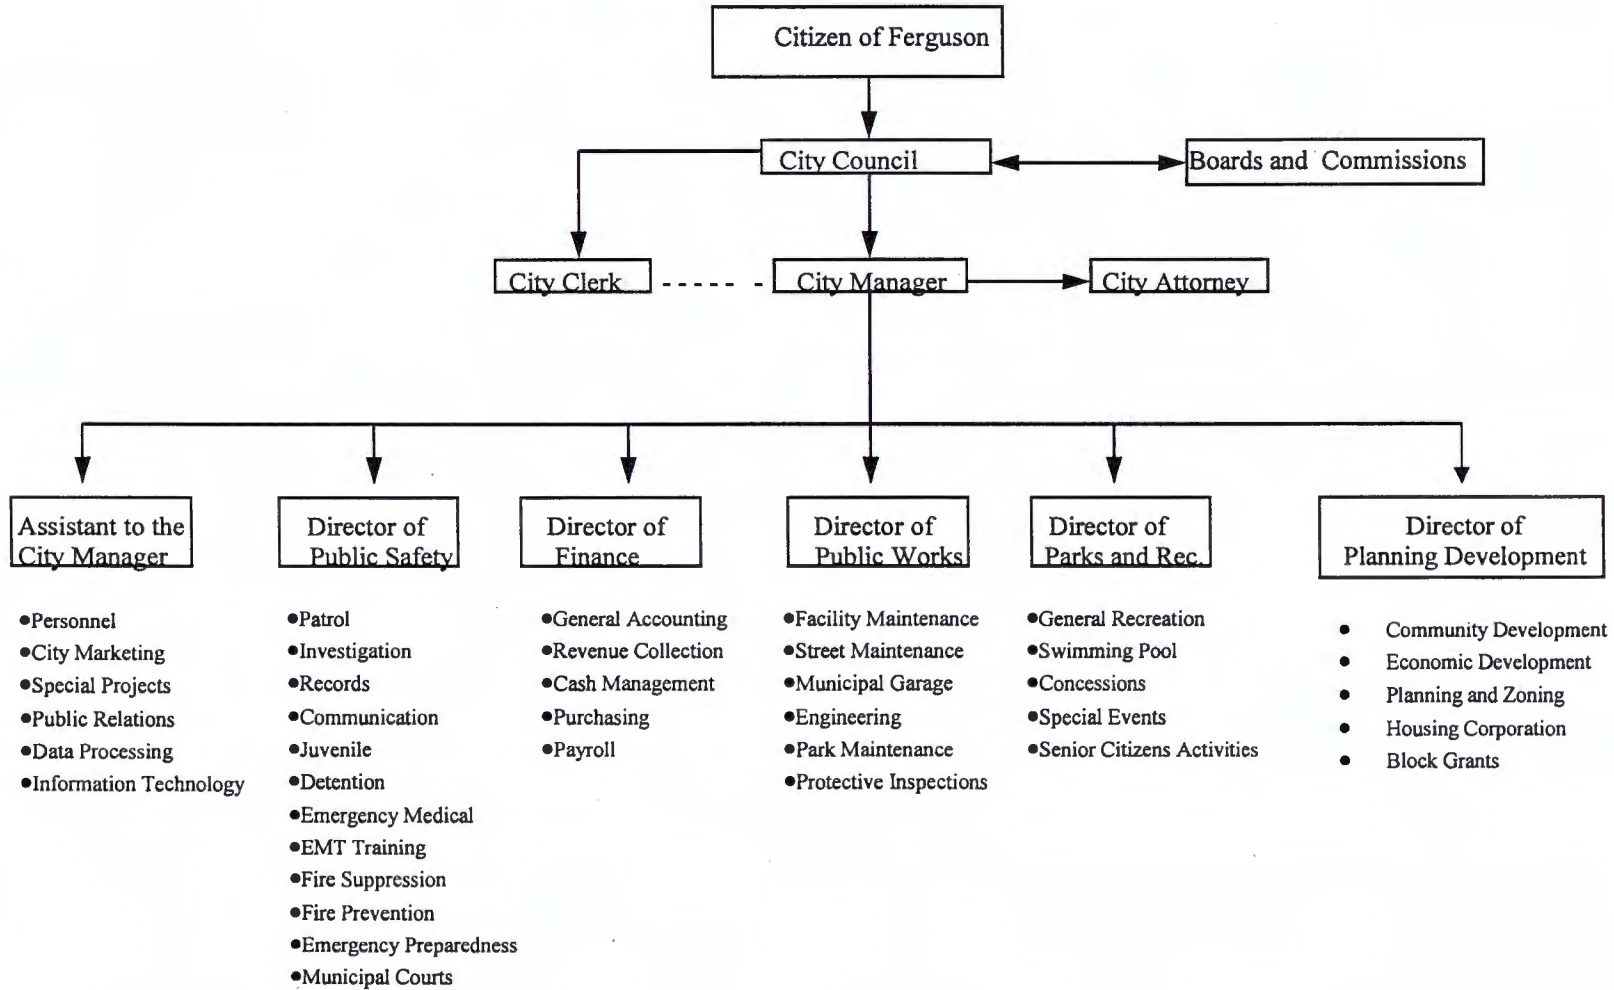 Citizen of Ferguson
City Council
Boards and Commissions
City Clerk
City Manager
City Attorney
Assistant to the
City Manager
●Personnel
●City Marketing
●Special Projects
●Public Relations
●Data Processing
●Information Technology
Director of
Public Safety
●Patrol
●Investigation
●Records
●Communication
●Juvenile
●Detention
●Emergency Medical
●EMT Training
●Fire Suppression
●Fire Prevention
●Emergency Preparedness
●Municipal Courts
Director of
Finance
●General Accounting
●Revenue Collection
●Cash Management
●Purchasing
●Payroll
Director of
Public Works
●Facility Maintenance
●Street Maintenance
●Municipal Garage
●Engineering
●Park Maintenance
●Protective Inspections
Director of
Parks and Rec.
●General Recreation
●Swimming Pool
●Concessions
●Special Events
●Senior Citizens Activities
Director of
Planning Development
● Community Development
● Economic Development
● Planning and Zoning
● Housing Corporation
● Block Grants